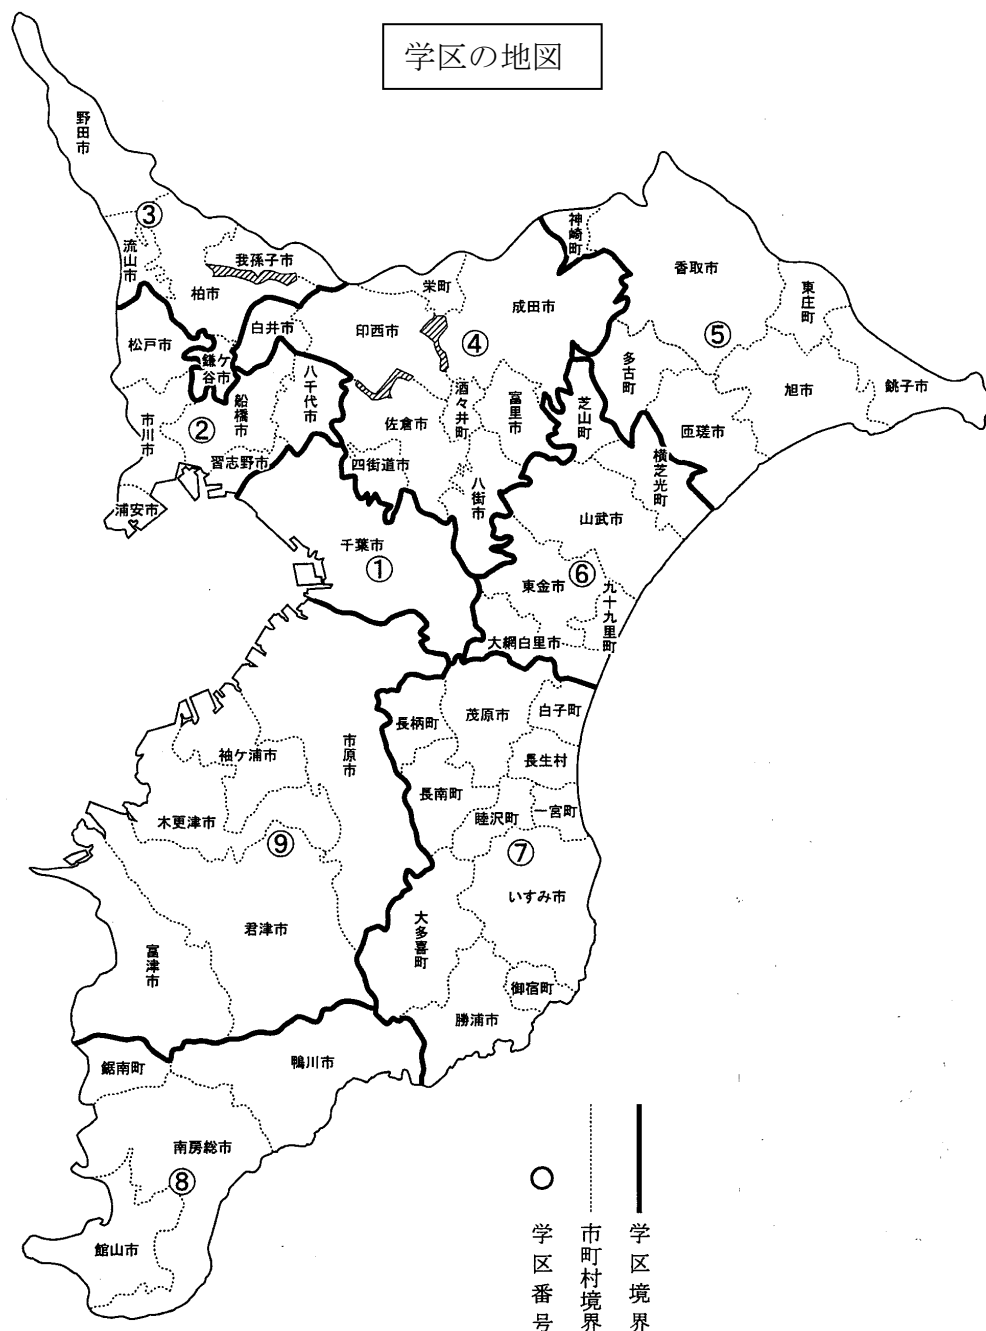 学区の地図
野田市
③
流山市
我孫子市
柏市
松戸市
鎌ケ谷市
白井市
印西市
栄町
成田市
④
神崎町
香取市
東庄町
⑤
多古町
旭市
銚子市
匝瑳市
八千代市
船橋市
市川市
②
習志野市
浦安市
佐倉市
酒々井町
富里市
芝山町
四街道市
八街市
横芝光町
山武市
千葉市
①
東金市
⑥
九十九里町
大網白里市
長柄町
茂原市
白子町
市原市
袖ケ浦市
長生村
長南町
木更津市
睦沢町
一宮町
⑨
⑦
いすみ市
君津市
大多喜町
富津市
御宿町
勝浦市
鋸南町
鴨川市
南房総市
⑧
館山市
学区境界
市町村境界
学区番号